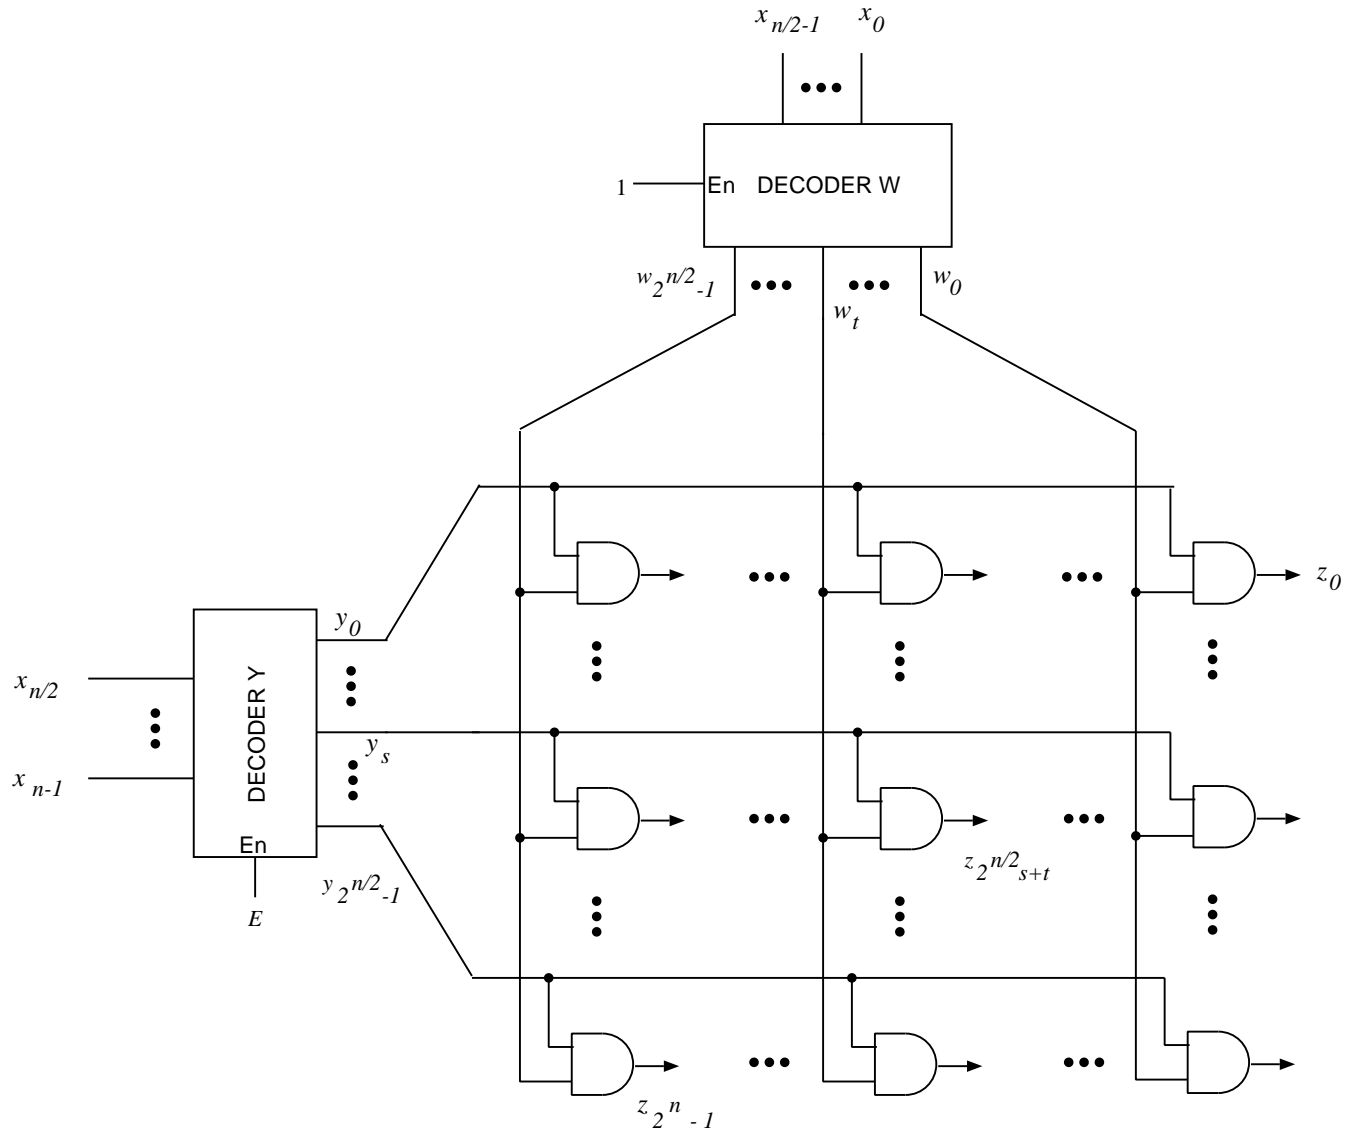 x n/2-1 x 0
1 En DECODER W
w 2 n/2 -1 w t w 0
y 0
z 0
x n/2
DECODER Y
y s
x n-1
En
y 2 n/2 -1
z 2 n/2 s+t
E
z 2 n - 1